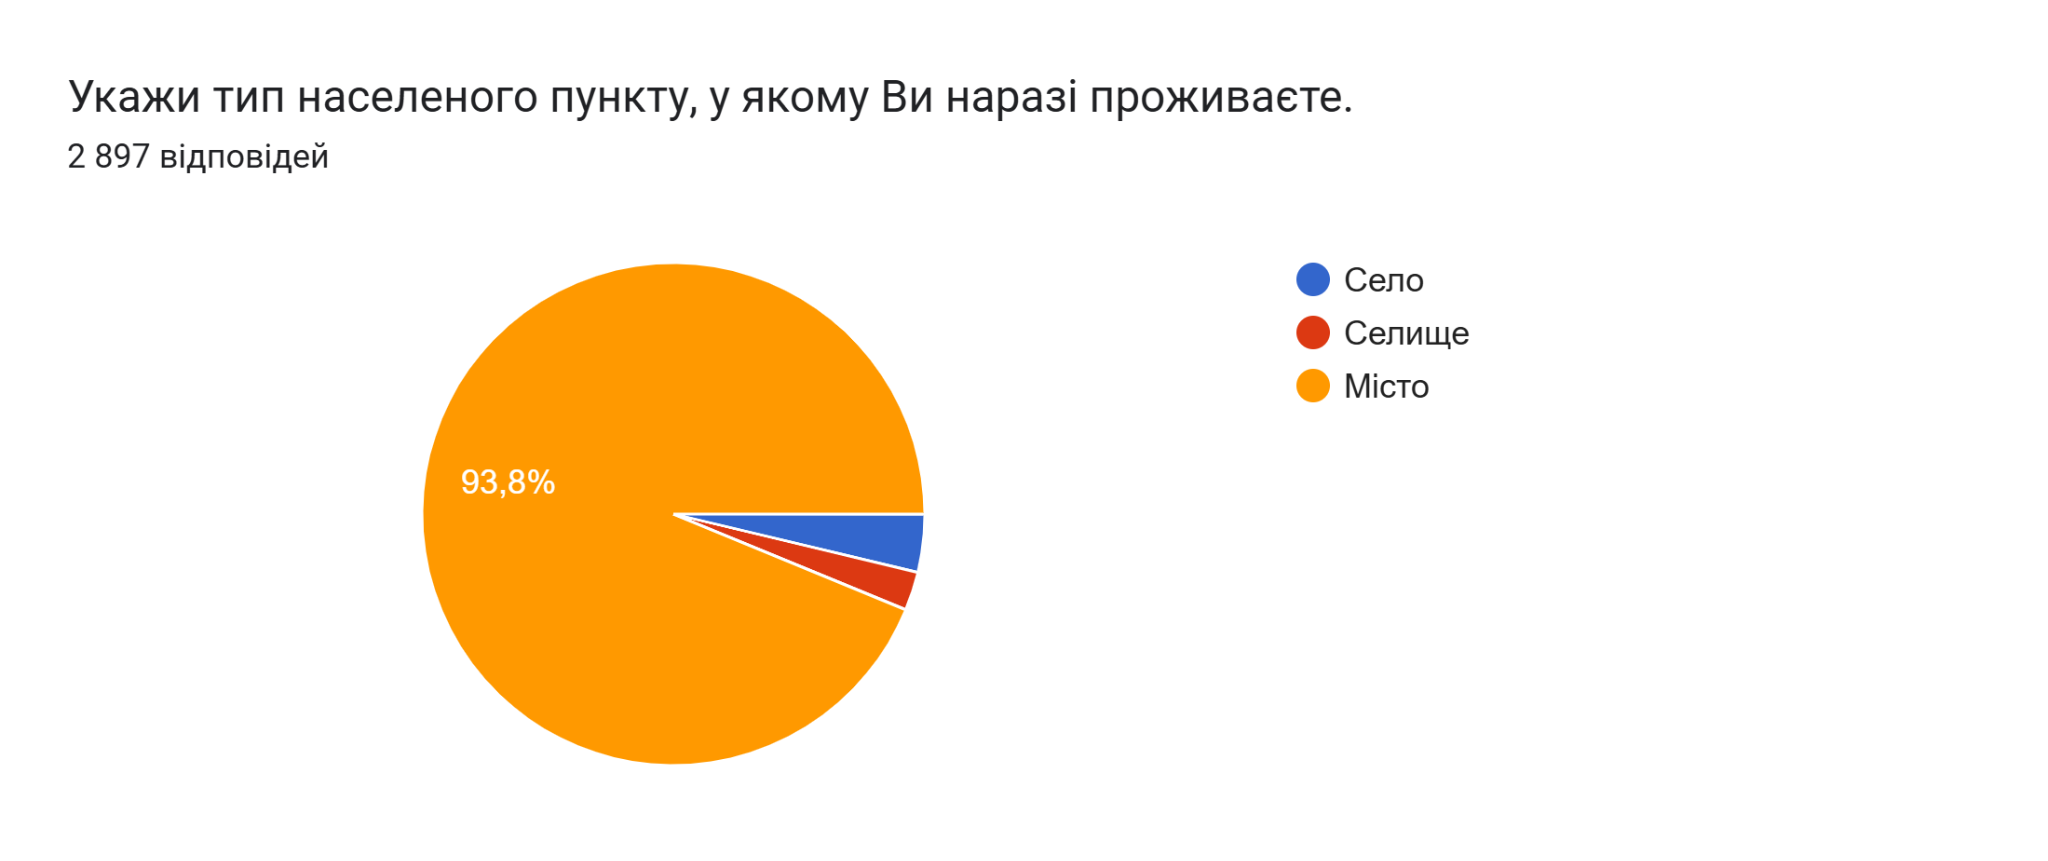 Укажи тип населеного пункту, у якому Ви наразі проживаєте.
2 897 відповідей
Село
Селище
Місто
93,8%